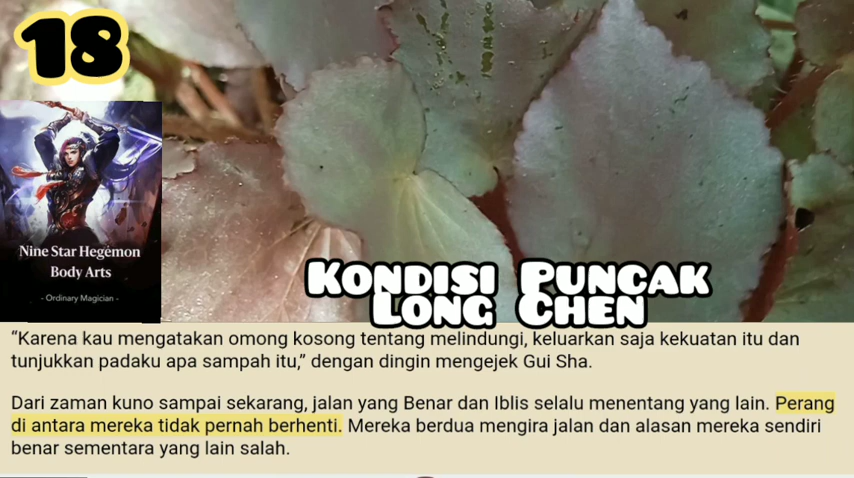 18
Nine Star Hegemon
Body Arts
- Ordinary Magician -
KONDISI PUNCAK
LONG CHEN
“Karena kau mengatakan omong kosong tentang melindungi, keluarkan saja kekuatan itu dan
tunjukkan padaku apa sampah itu,” dengan dingin mengejek Gui Sha.
Dari zaman kuno sampai sekarang, jalan yang Benar dan Iblis selalu menentang yang lain. Perang
di antara mereka tidak pernah berhenti. Mereka berdua mengira jalan dan alasan mereka sendiri
benar sementara yang lain salah.